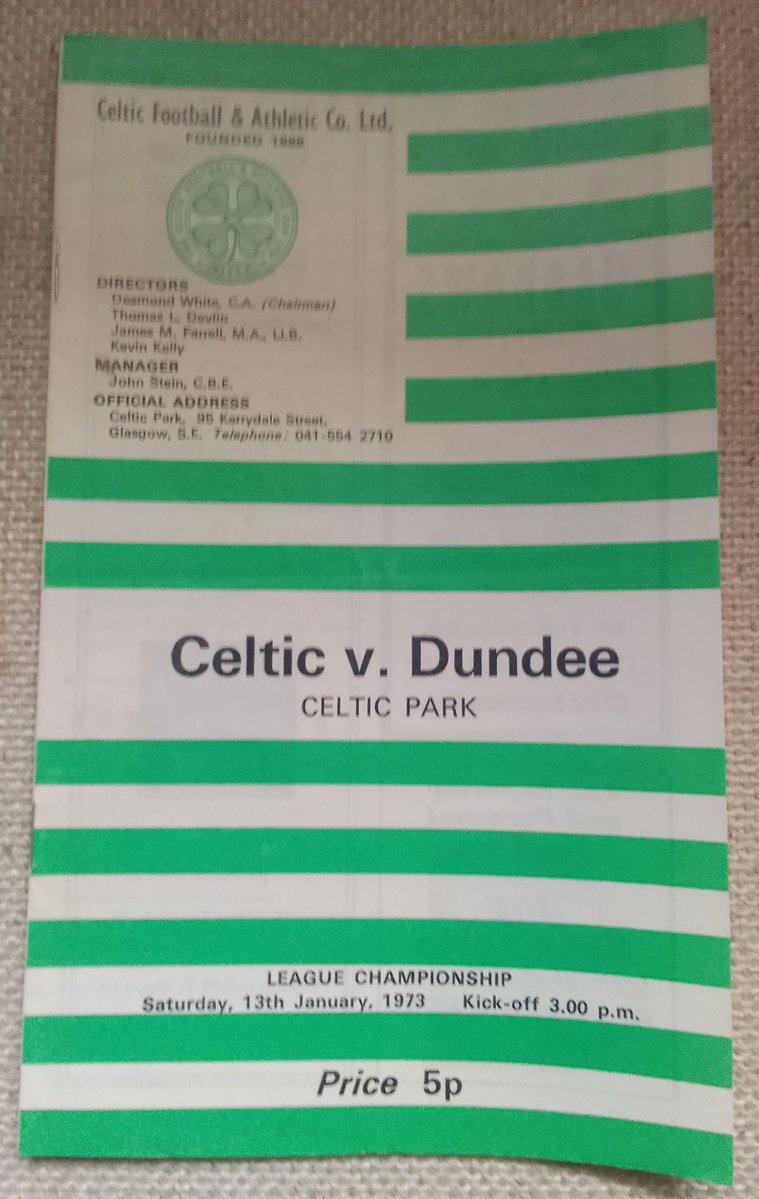 Celtic Football & Athletic Co. Ltd.
FOUNDED 1888
DIRECTORS
Desmond White, C.A. (Chairman)
Thomas L. Devlin
James M. Farrell, M.A., LI.B.
Kevin Kelly
MANAGER
John Stein, C.B.E.
OFFICIAL ADDRESS
Celtic Park, 95 Kerrydale Street,
Glasgow, S.E. Telephone: 041-554 2710
Celtic v. Dundee
CELTIC PARK
LEAGUE CHAMPIONSHIP
Saturday, 13th January, 1973 Kick-off 3.00 p.m.
Price 5p